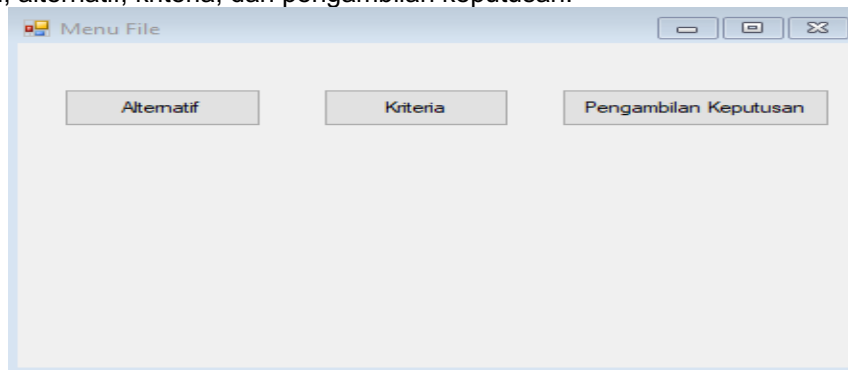 , alternatif, kriteria, dan pengambilan keputusan.
Menu File
Alternatif
Kriteria
Pengambilan Keputusan